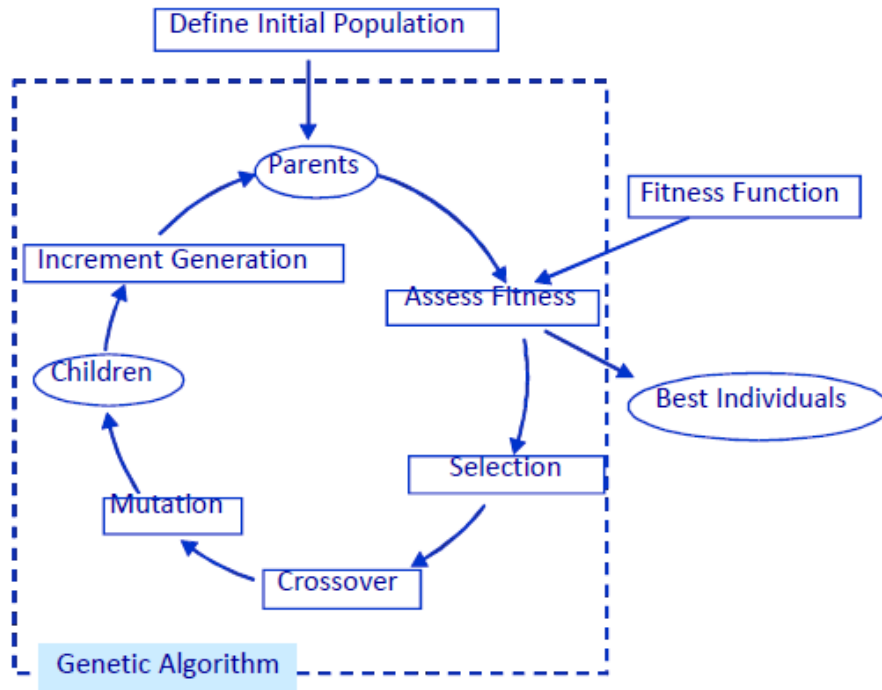 Define Initial Population
Parents
Fitness Function
Increment Generation
Assess Fitness
Children
Best Individuals
Selection
Mutation
Crossover
Genetic Algorithm